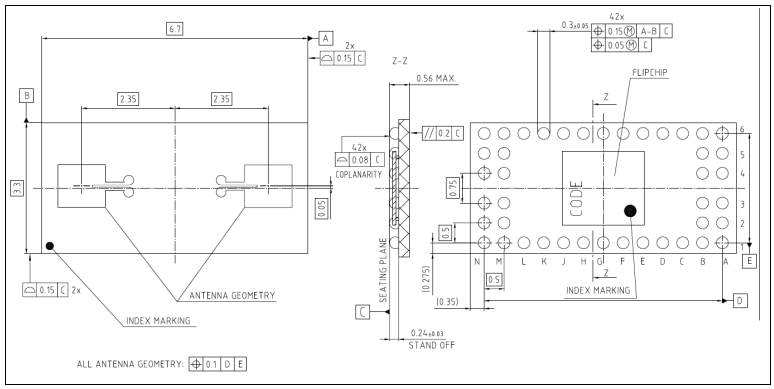 6.7
A
2x
⌓ 0.15 C
B
2.35
2.35
3.3
0.05
⌓ 0.15 C 2x
ANTENNA GEOMETRY
INDEX MARKING
ALL ANTENNA GEOMETRY: ⌖ 0.1 D E
Z-Z
0.56 MAX.
// 0.2 C
42x
⌓ 0.08 C
COPLANARITY
SEATING PLANE
C
0.24±0.03
STAND OFF
42x
0.3±0.05
⌖ 0.15 Ⓜ A-B C
⌖ 0.05 Ⓜ C
FLIPCHIP
Z
6
5
4
3
2
1
CODE
0.75
0.5
(0.275)
N M L K J H G F E D C B A
E
0.5
Z
INDEX MARKING
(0.35)
D